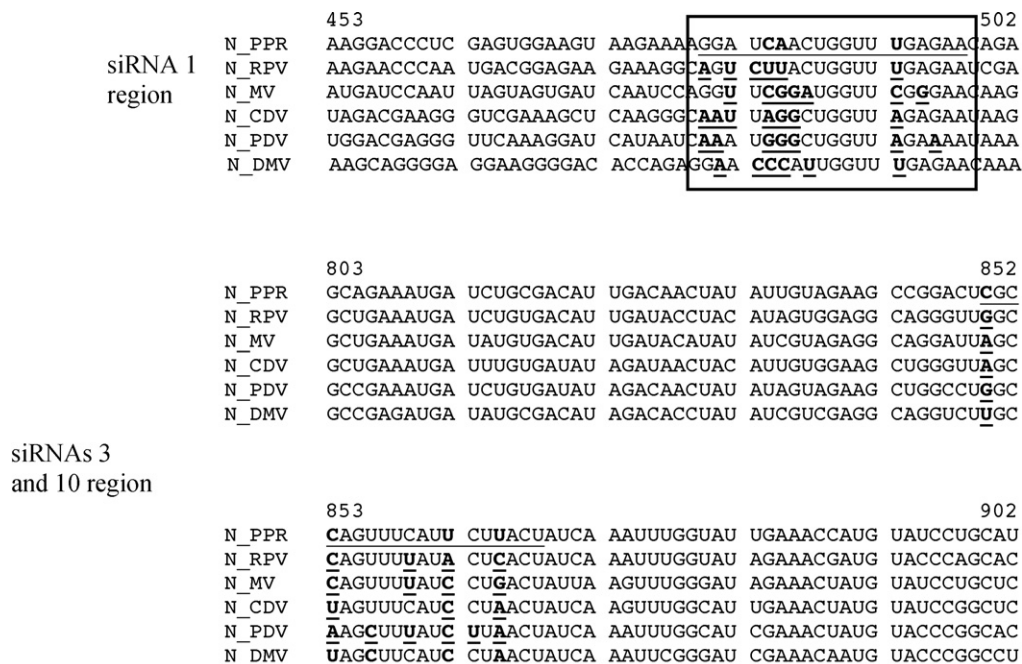 453 502
N_PPR AAGGACCCUC GAGUGGAAGU AAGAAAAGGA UCAACUGGUU UGAGAACAGA
siRNA 1
region
N_RPV AAGAACCCAA UGACGGAGAA GAAAGGCAGU CUUACUGGUU UGAGAAUCGA
N_MV AUGAUCCAAU UAGUAGUGAU CAAUCCAGGU UCGGAUGGUU CGGGAACAAG
N_CDV UAGACGAAGG GUCGAAAGCU CAAGGGCAAU UAGGCUGGUU AGAGAAUAAG
N_PDV UGGACGAGGG UUCAAAGGAU CAUAAUCAAA UGGGCUGGUU AGAAAAUAAA
N_DMV AAGCAGGGGA GGAAGGGGAC ACCAGAGGAA CCCAUUGGUU UGAGAACAAA
803 852
N_PPR GCAGAAAUGA UCUGCGACAU UGACAACUAU AUUGUAGAAG CCGGACUCGC
N_RPV GCUGAAAUGA UCUGUGACAU UGAUACCUAC AUAGUGGAGG CAGGGUUGGC
N_MV GCUGAAAUGA UAUGUGACAU UGAUACAUAU AUCGUAGAGG CAGGAUUAGC
N_CDV GCUGAAAUGA UUUGUGAUAU AGAUAACUAC AUUGUGGAAG CUGGGUUAGC
N_PDV GCCGAAAUGA UCUGUGAUAU AGACAACUAU AUAGUAGAAG CUGGCCUGGC
N_DMV GCCGAGAUGA UAUGCGACAU AGACACCUAU AUCGUCGAGG CAGGUCUUGC
siRNAs 3
and 10 region
853 902
N_PPR CAGUUUCAUU CUUACUAUCA AAUUUGGUAU UGAAACCAUG UAUCCUGCAU
N_RPV CAGUUUUAUA CUCACUAUCA AAUUUGGUAU AGAAACGAUG UACCCAGCAC
N_MV CAGUUUUAUC CUGACUAUUA AGUUUGGGAU AGAAACUAUG UAUCCUGCUC
N_CDV UAGUUUCAUC CUAACUAUCA AGUUUGGCAU UGAAACUAUG UAUCCGGCUC
N_PDV AAGCUUUAUC UUAACUAUCA AAUUUGGCAU CGAAACUAUG UACCCGGCAC
N_DMV UAGCUUCAUC CUAACUAUCA AAUUCGGGAU CGAAACAAUG UACCCGGCCU